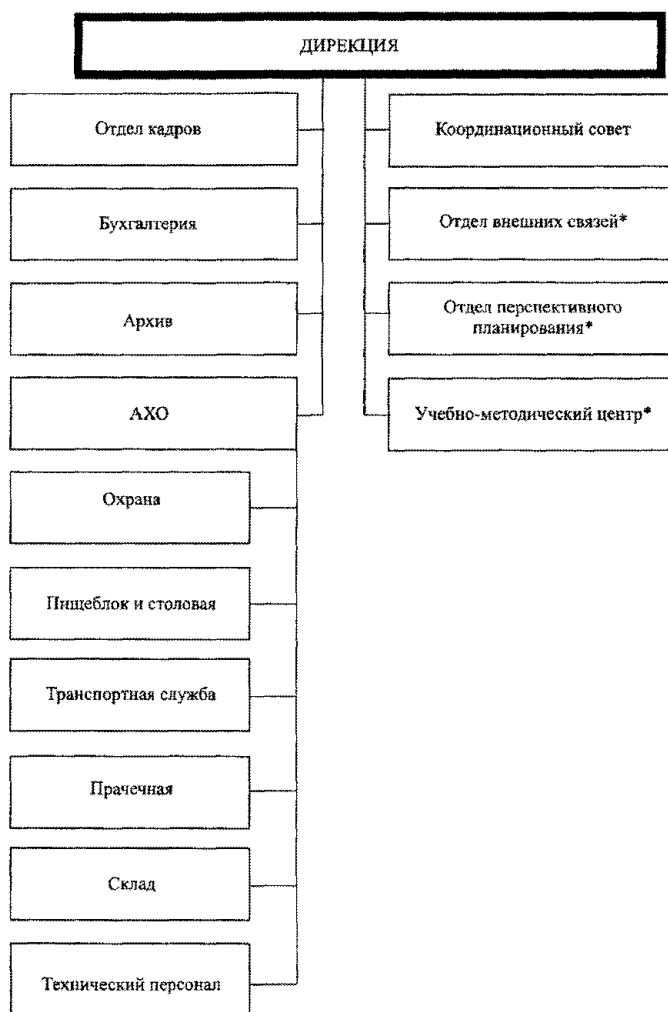 ДИРЕКЦИЯ
Отдел кадров
Координационный совет
Бухгалтерия
Отдел внешних связей*
Архив
Отдел перспективного
планирования*
АХО
Учебно-методический центр*
Охрана
Пищеблок и столовая
Транспортная служба
Прачечная
Склад
Технический персонал